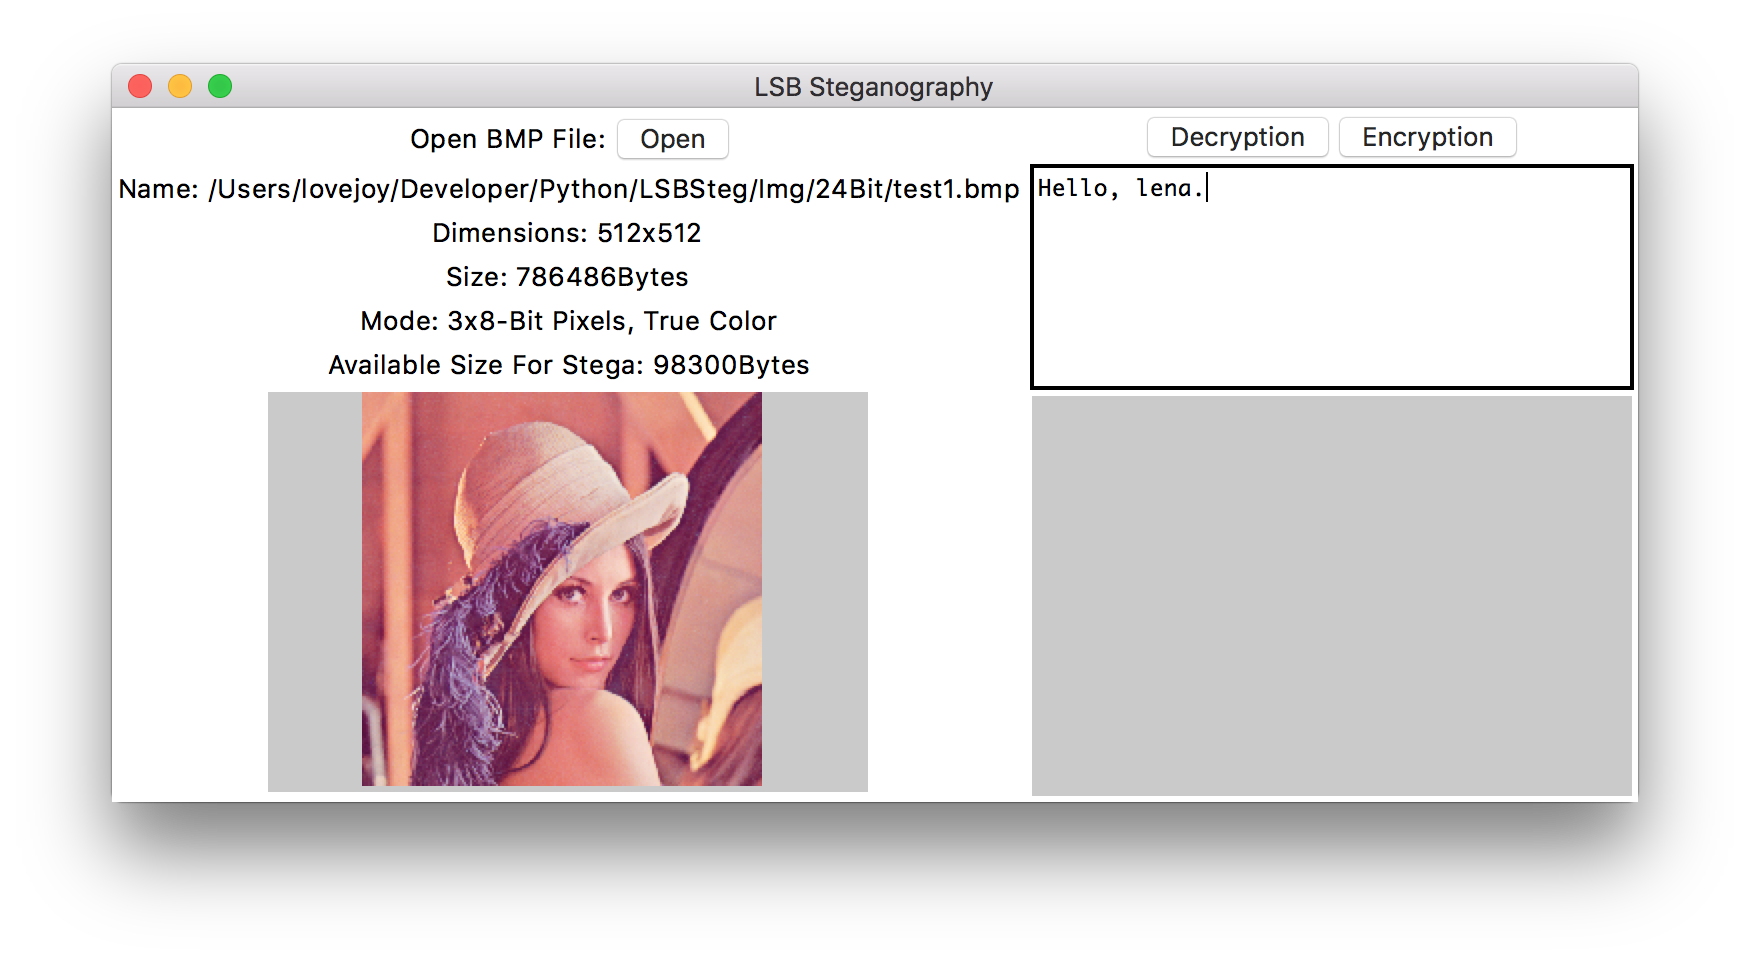 LSB Steganography
Open BMP File: Open
Name: /Users/lovejoy/Developer/Python/LSBSteg/Img/24Bit/test1.bmp
Dimensions: 512x512
Size: 786486Bytes
Mode: 3x8-Bit Pixels, True Color
Available Size For Stega: 98300Bytes
Decryption Encryption
Hello, lena.